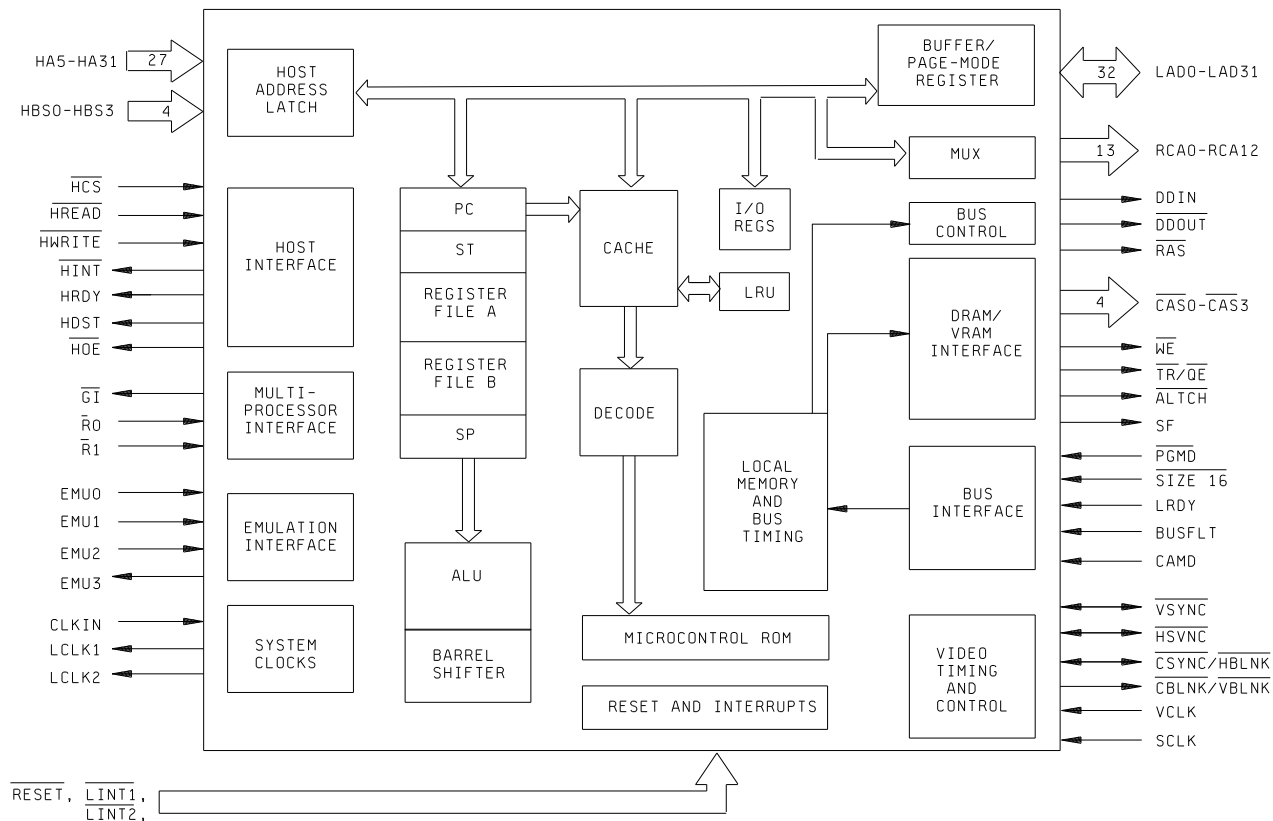 HA5-HA31
27
HBS0-HBS3
4
HCS
HREAD
HWRITE
HINT
HRDY
HDST
HOE
GI
R0
R1
EMU0
EMU1
EMU2
EMU3
CLKIN
LCLK1
LCLK2
RESET, LINT1,
LINT2,
HOST
ADDRESS
LATCH
HOST
INTERFACE
MULTI-
PROCESSOR
INTERFACE
EMULATION
INTERFACE
SYSTEM
CLOCKS
PC
ST
REGISTER
FILE A
REGISTER
FILE B
SP
ALU
BARREL
SHIFTER
CACHE
LRU
DECODE
MICROCONTROL ROM
RESET AND INTERRUPTS
I/O
REGS
LOCAL
MEMORY
AND
BUS
TIMING
BUFFER/
PAGE-MODE
REGISTER
MUX
BUS
CONTROL
DRAM/
VRAM
INTERFACE
BUS
INTERFACE
VIDEO
TIMING
AND
CONTROL
32
LAD0-LAD31
13
RCA0-RCA12
DDIN
DDOUT
RAS
4
CAS0-CAS3
WE
TR/QE
ALTCH
SF
PGMD
SIZE 16
LRDY
BUSFLT
CAMD
VSYNC
HSVNC
CSYNC/HBLNK
CBLNK/VBLNK
VCLK
SCLK